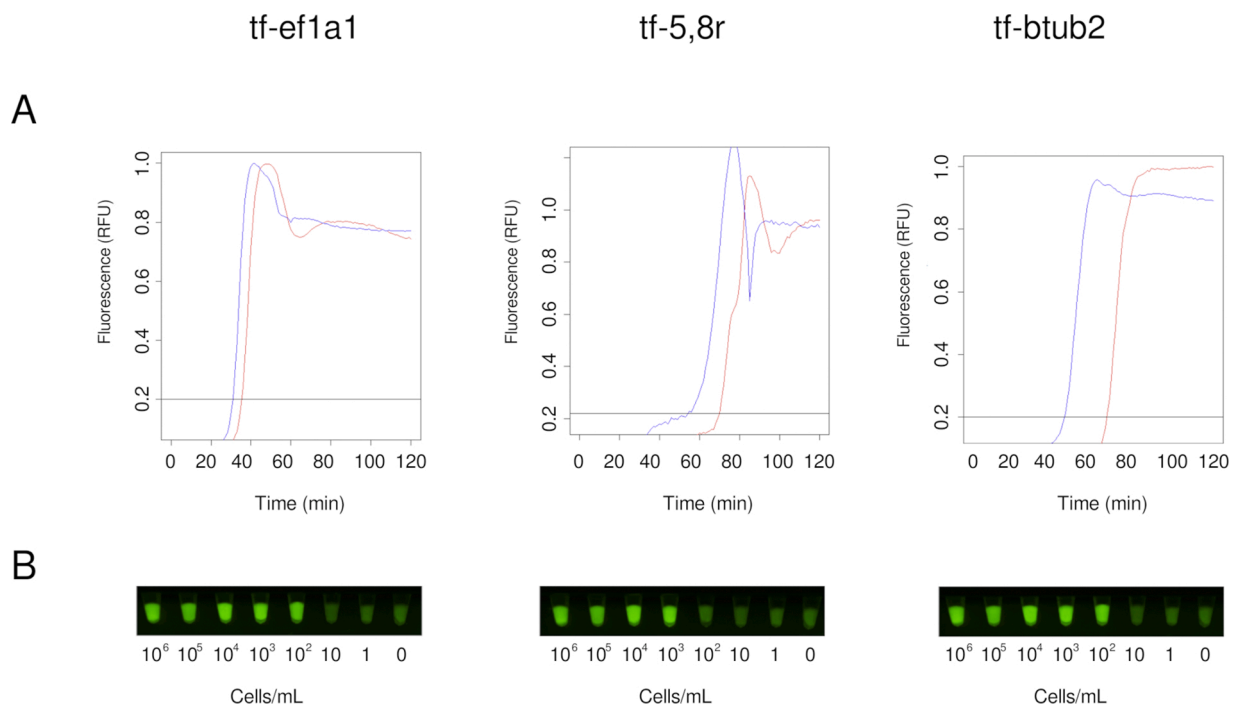 tf-ef1a1 tf-5,8r tf-btub2
A
Fluorescence (RFU) 0.2 0.4 0.6 0.8 1.0
0 20 40 60 80 100 120
Time (min)
Fluorescence (RFU) 0.2 0.4 0.6 0.8 1.0
0 20 40 60 80 100 120
Time (min)
Fluorescence (RFU) 0.2 0.4 0.6 0.8 1.0
0 20 40 60 80 100 120
Time (min)
B
10⁶ 10⁵ 10⁴ 10³ 10² 10 1 0
Cells/mL
10⁶ 10⁵ 10⁴ 10³ 10² 10 1 0
Cells/mL
10⁶ 10⁵ 10⁴ 10³ 10² 10 1 0
Cells/mL